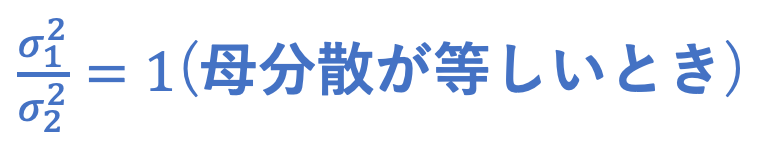 σ₁²/σ₂² = 1(母分散が等しいとき)